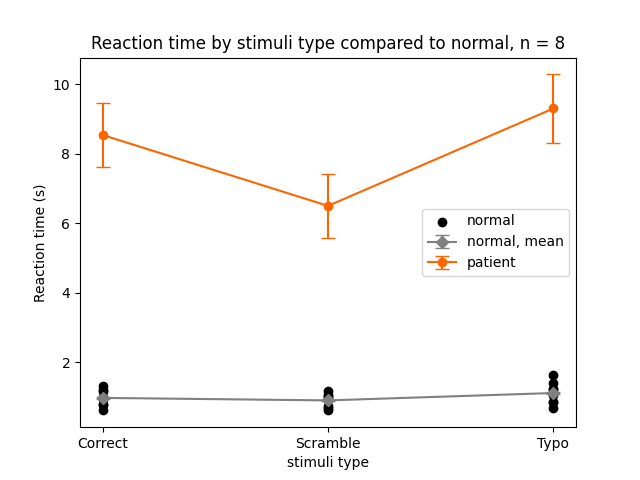 Reaction time by stimuli type compared to normal, n = 8
Reaction time (s)
10
8
6
4
2
normal
normal, mean
patient
Correct
Scramble
Typo
stimuli type